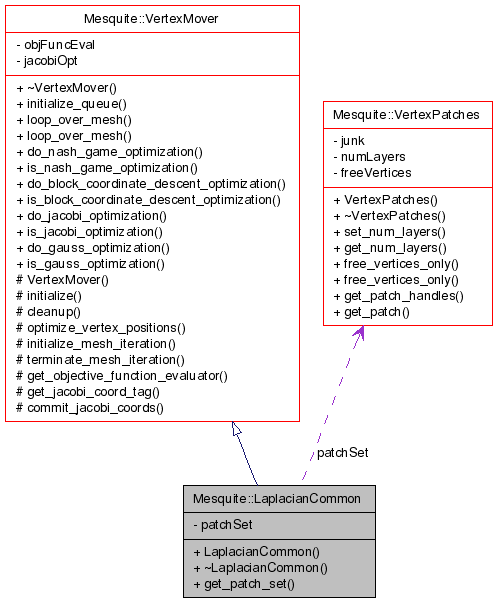 Mesquite::VertexMover
- objFuncEval
- jacobiOpt
+ ~VertexMover()
+ initialize_queue()
+ loop_over_mesh()
+ loop_over_mesh()
+ do_nash_game_optimization()
+ is_nash_game_optimization()
+ do_block_coordinate_descent_optimization()
+ is_block_coordinate_descent_optimization()
+ do_jacobi_optimization()
+ is_jacobi_optimization()
+ do_gauss_optimization()
+ is_gauss_optimization()
# VertexMover()
# initialize()
# cleanup()
# optimize_vertex_positions()
# initialize_mesh_iteration()
# terminate_mesh_iteration()
# get_objective_function_evaluator()
# get_jacobi_coord_tag()
# commit_jacobi_coords()
Mesquite::VertexPatches
- junk
- numLayers
- freeVertices
+ VertexPatches()
+ ~VertexPatches()
+ set_num_layers()
+ get_num_layers()
+ free_vertices_only()
+ free_vertices_only()
+ get_patch_handles()
+ get_patch()
patchSet
Mesquite::LaplacianCommon
- patchSet
+ LaplacianCommon()
+ ~LaplacianCommon()
+ get_patch_set()